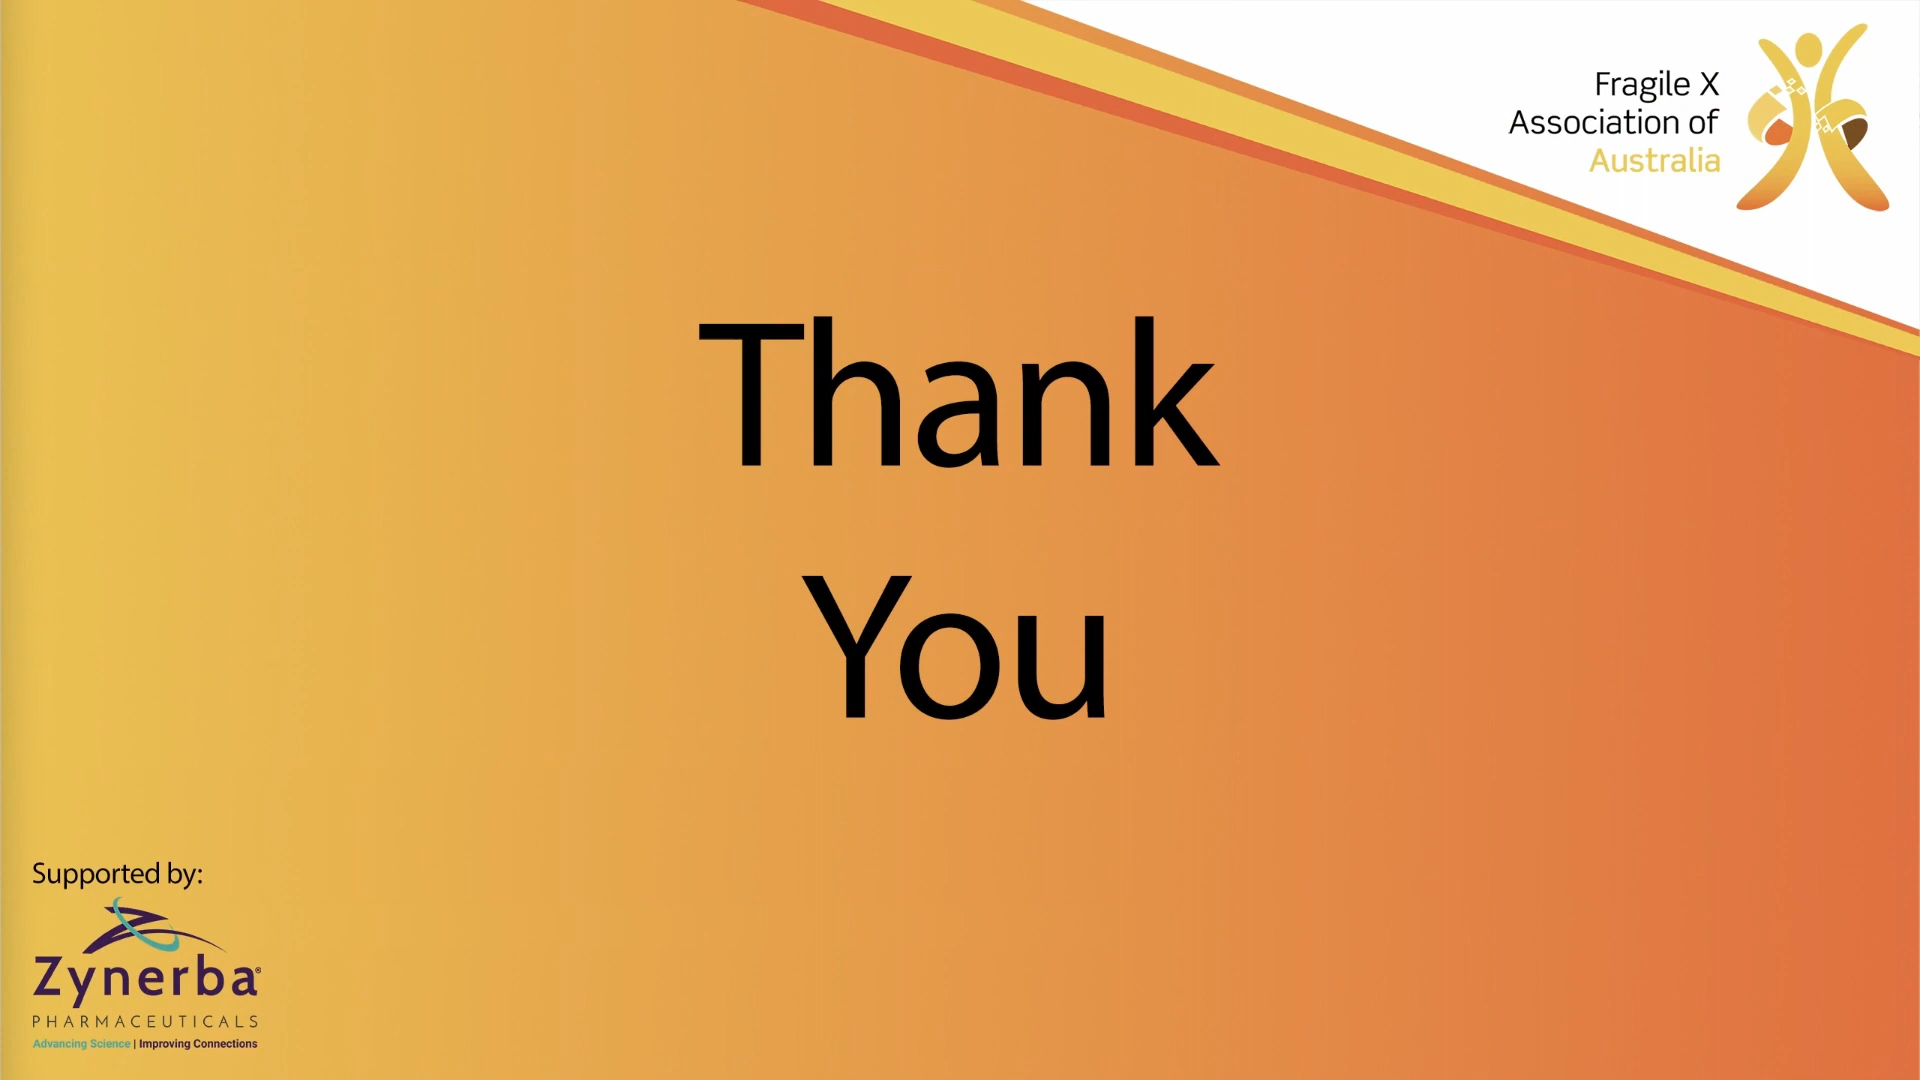 Fragile X
Association of
Australia
Thank
You
Supported by:
Zynerba®
PHARMACEUTICALS
Advancing Science | Improving Connections